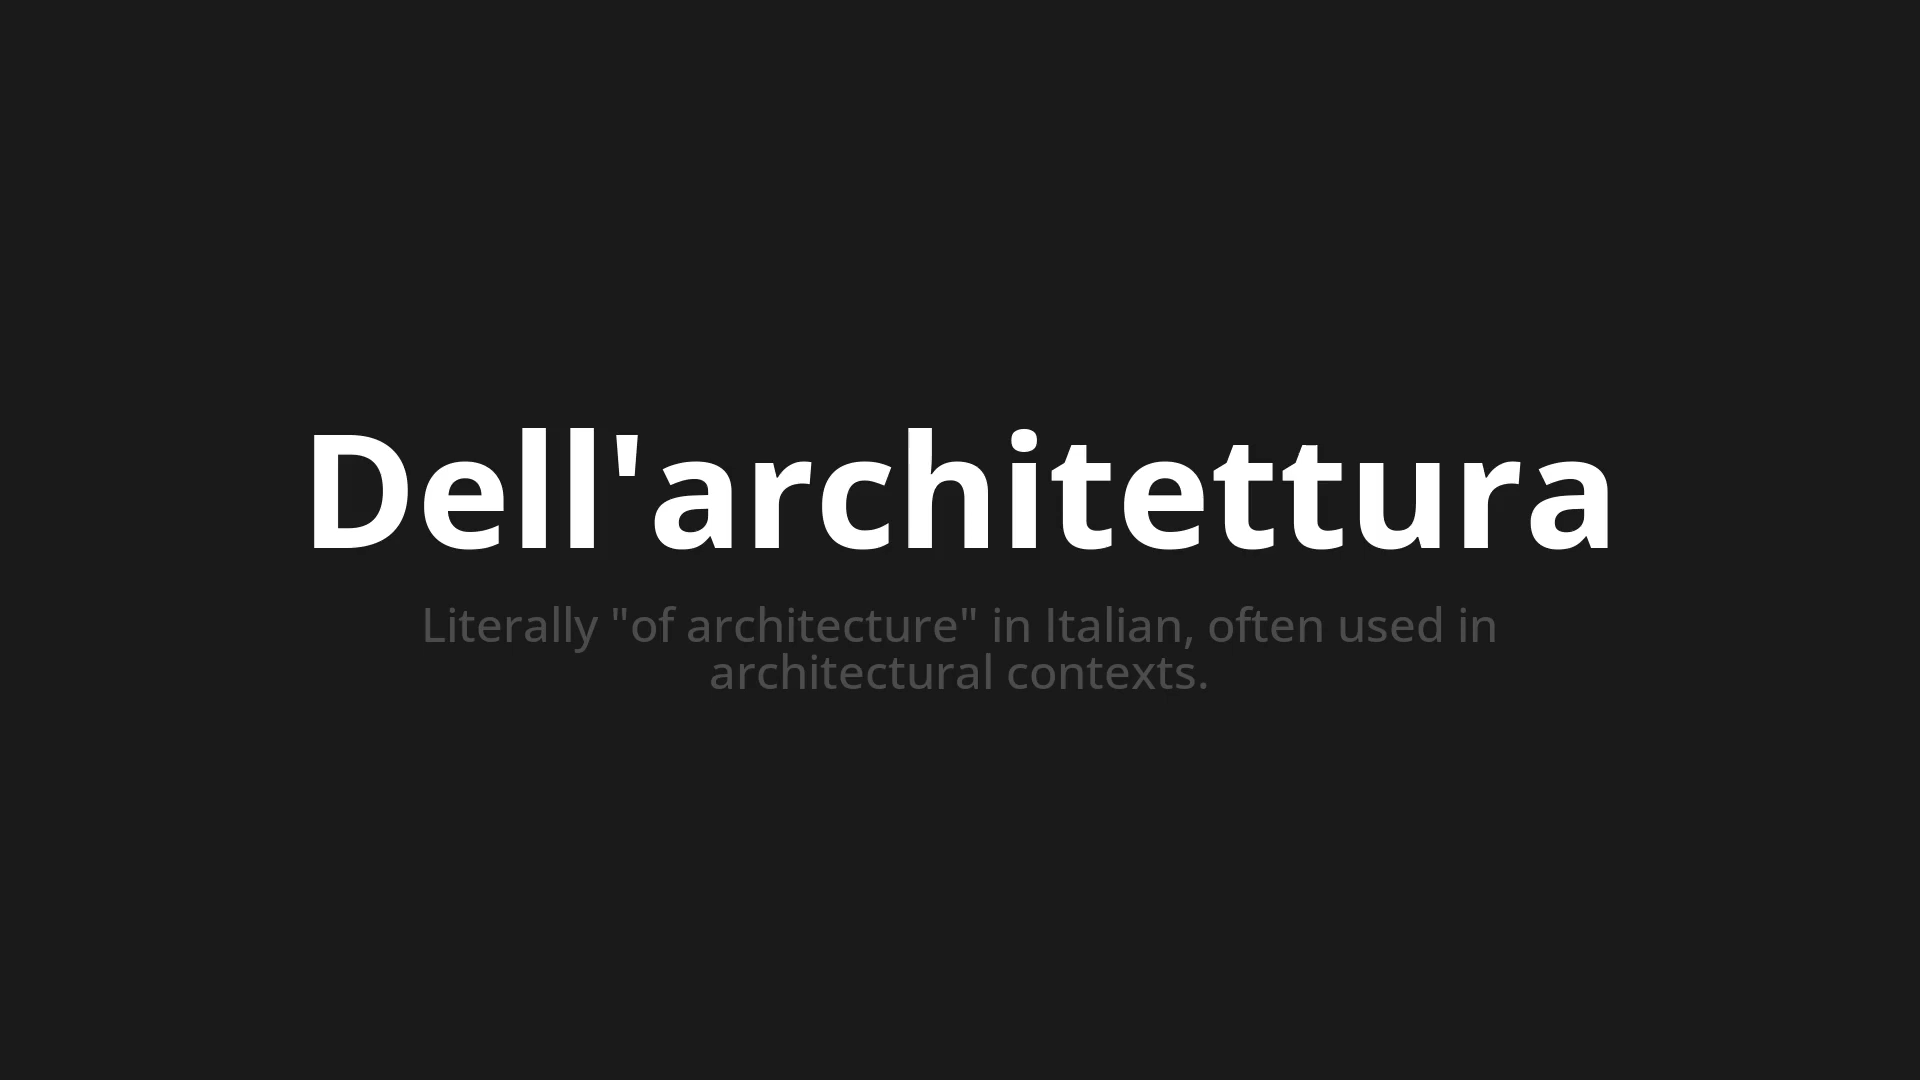 Dell'architettura
Literally "of architecture" in Italian, often used in
architectural contexts.